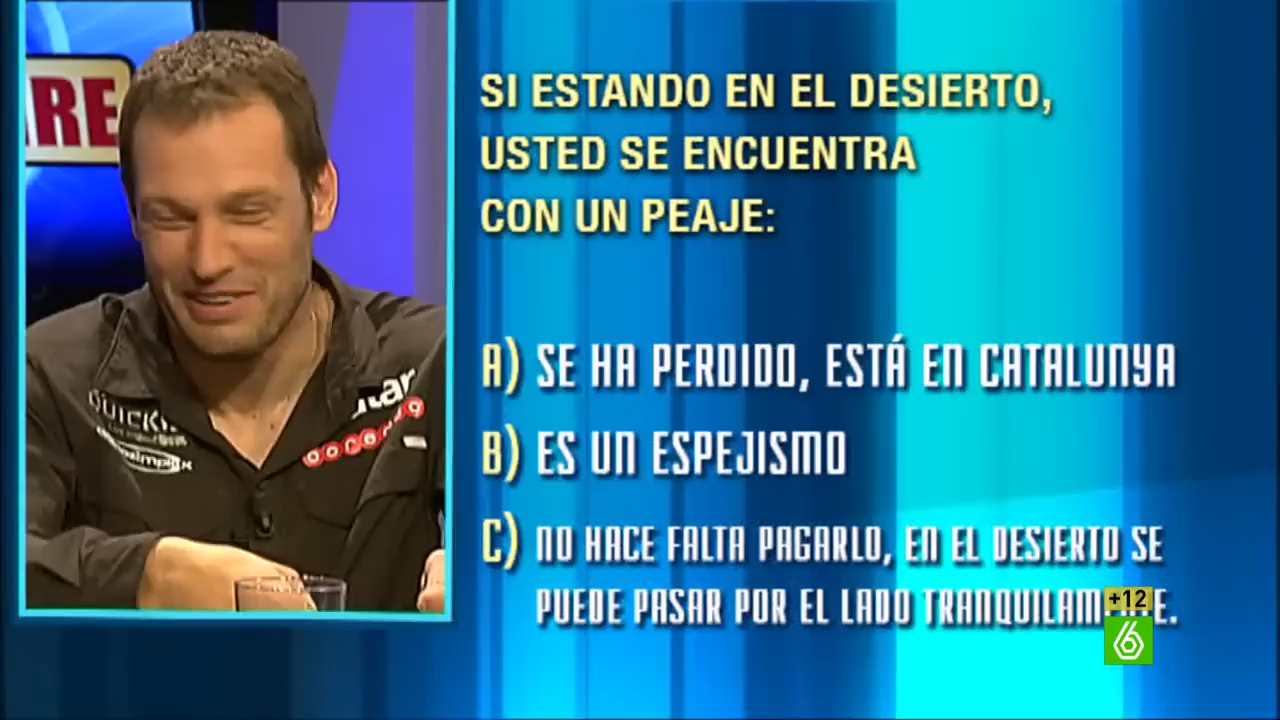 SI ESTANDO EN EL DESIERTO,
USTED SE ENCUENTRA
CON UN PEAJE:
A) SE HA PERDIDO, ESTÁ EN CATALUNYA
B) ES UN ESPEJISMO
C) NO HACE FALTA PAGARLO, EN EL DESIERTO SE
PUEDE PASAR POR EL LADO TRANQUILAMENTE.
+12
6